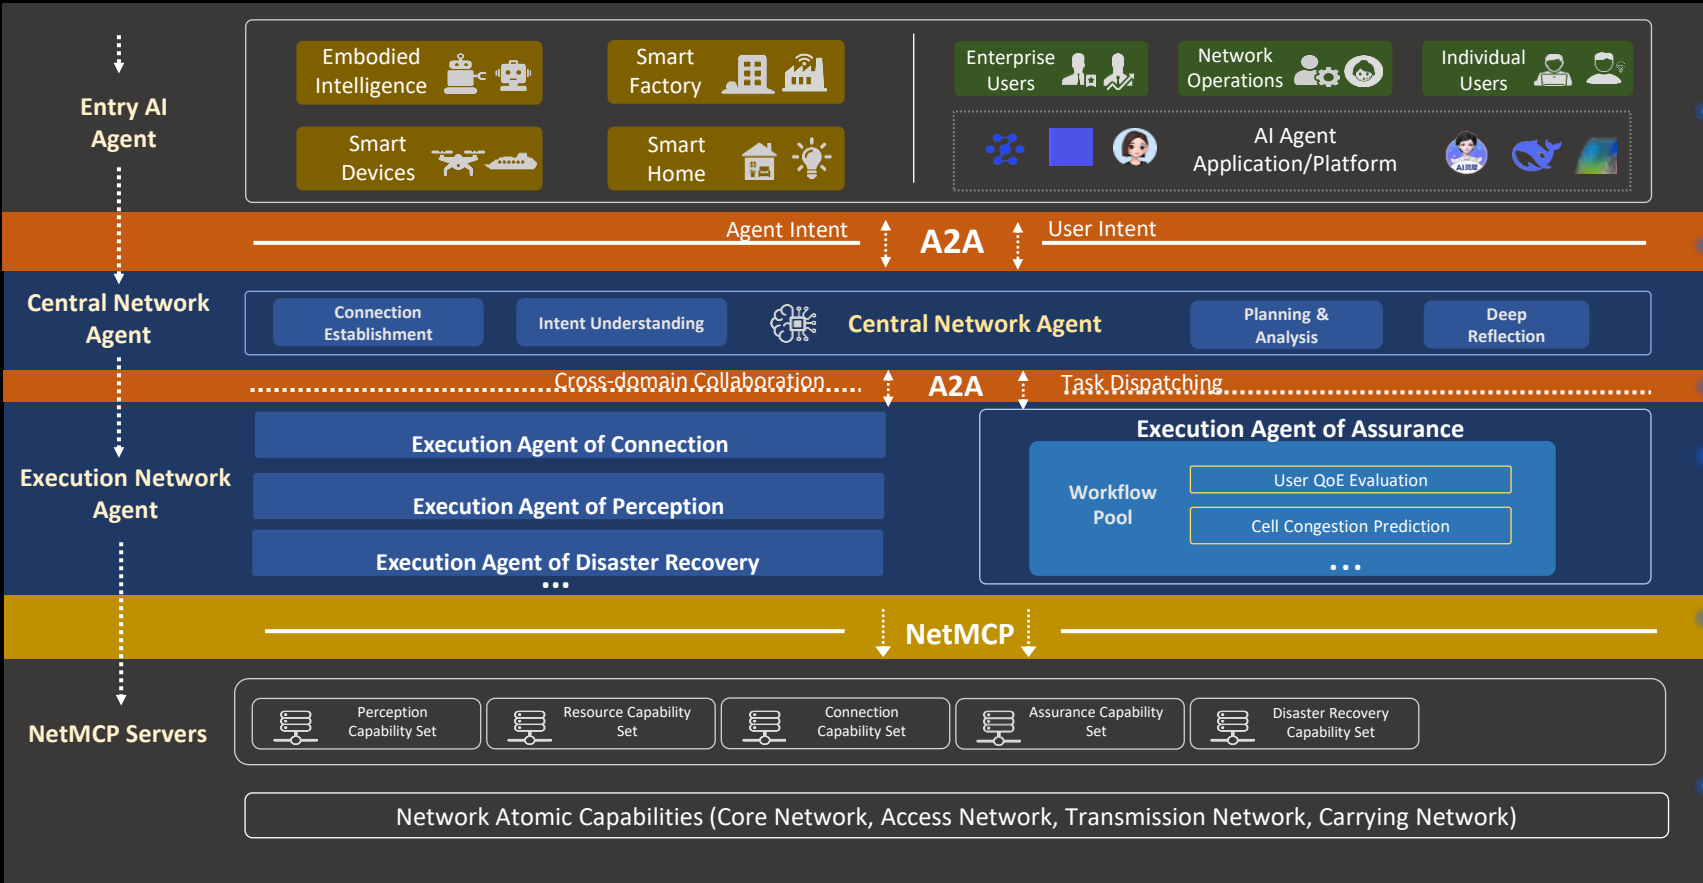 Entry AI
Agent
Embodied
Intelligence
Smart
Factory
Smart
Devices
Smart
Home
Enterprise
Users
Network
Operations
Individual
Users
AI Agent
Application/Platform
Agent Intent
A2A
User Intent
Central Network
Agent
Connection
Establishment
Intent Understanding
Central Network Agent
Planning &
Analysis
Deep
Reflection
Cross-domain Collaboration
A2A
Task Dispatching
Execution Network
Agent
Execution Agent of Connection
Execution Agent of Perception
Execution Agent of Disaster Recovery
...
Execution Agent of Assurance
Workflow
Pool
User QoE Evaluation
Cell Congestion Prediction
...
NetMCP
NetMCP Servers
Perception
Capability Set
Resource Capability
Set
Connection
Capability Set
Assurance Capability
Set
Disaster Recovery
Capability Set
Network Atomic Capabilities (Core Network, Access Network, Transmission Network, Carrying Network)